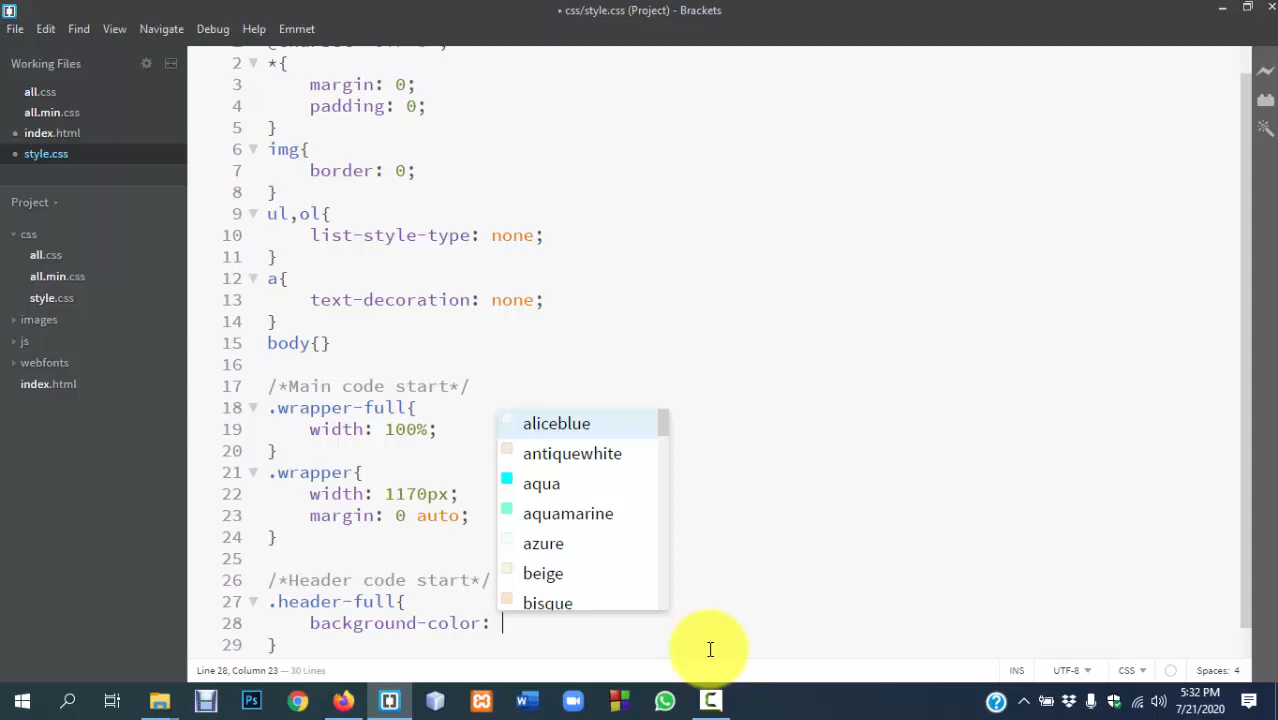 • css/style.css (Project) - Brackets
File Edit Find View Navigate Debug Help Emmet
Working Files
all.css
all.min.css
• index.html
• style.css
Project
css
all.css
all.min.css
style.css
images
js
webfonts
index.html
2 *{
3 margin: 0;
4 padding: 0;
5 }
6 img{
7 border: 0;
8 }
9 ul,ol{
10 list-style-type: none;
11 }
12 a{
13 text-decoration: none;
14 }
15 body{}
16
17 /*Main code start*/
18 .wrapper-full{
19 width: 100%;
20 }
21 .wrapper{
22 width: 1170px;
23 margin: 0 auto;
24 }
25
26 /*Header code start*/
27 .header-full{
28 background-color:
29 }
aliceblue
antiquewhite
aqua
aquamarine
azure
beige
bisque
Line 28, Column 23 — 30 Lines
INS UTF-8 CSS Spaces: 4
5:32 PM
7/21/2020